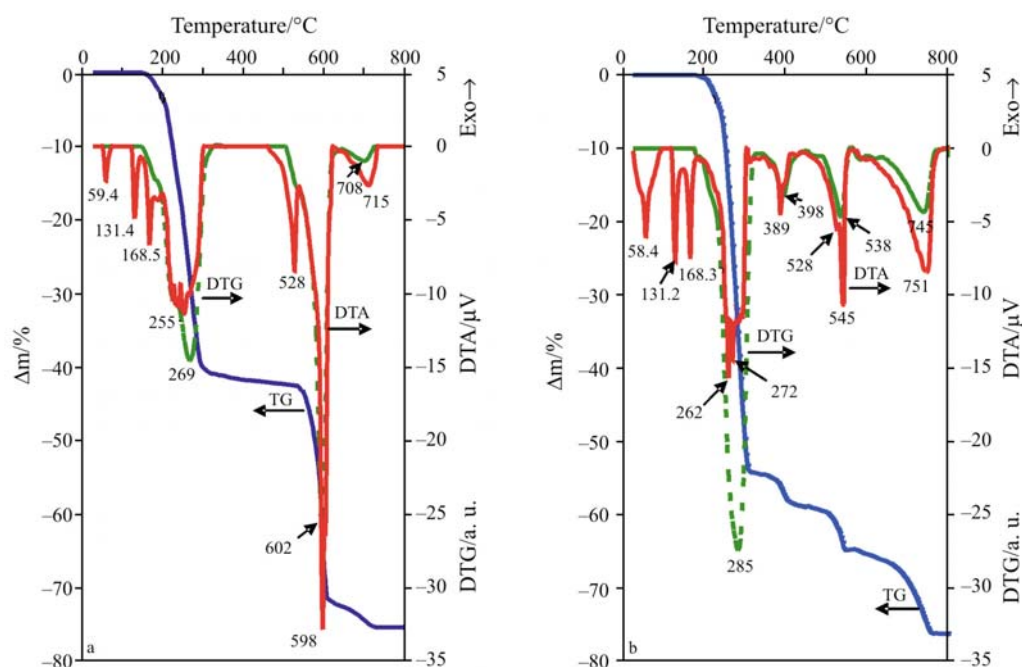 Temperature/°C
0 200 400 600 800
0
–10
–20
–30
–40
–50
–60
–70
–80
Δm/%
5
0
–5
–10
–15
–20
–25
–30
–35
Exo→
DTA/μV
DTG/a. u.
59.4
131.4
168.5
255
269
DTG
TG
528
DTA
708
715
602
598
a
Temperature/°C
0 200 400 600 800
0
–10
–20
–30
–40
–50
–60
–70
–80
Δm/%
5
0
–5
–10
–15
–20
–25
–30
–35
Exo→
DTA/μV
DTG/a. u.
58.4
131.2
168.3
262
272
285
DTG
389
398
528
538
545
DTA
745
751
TG
b